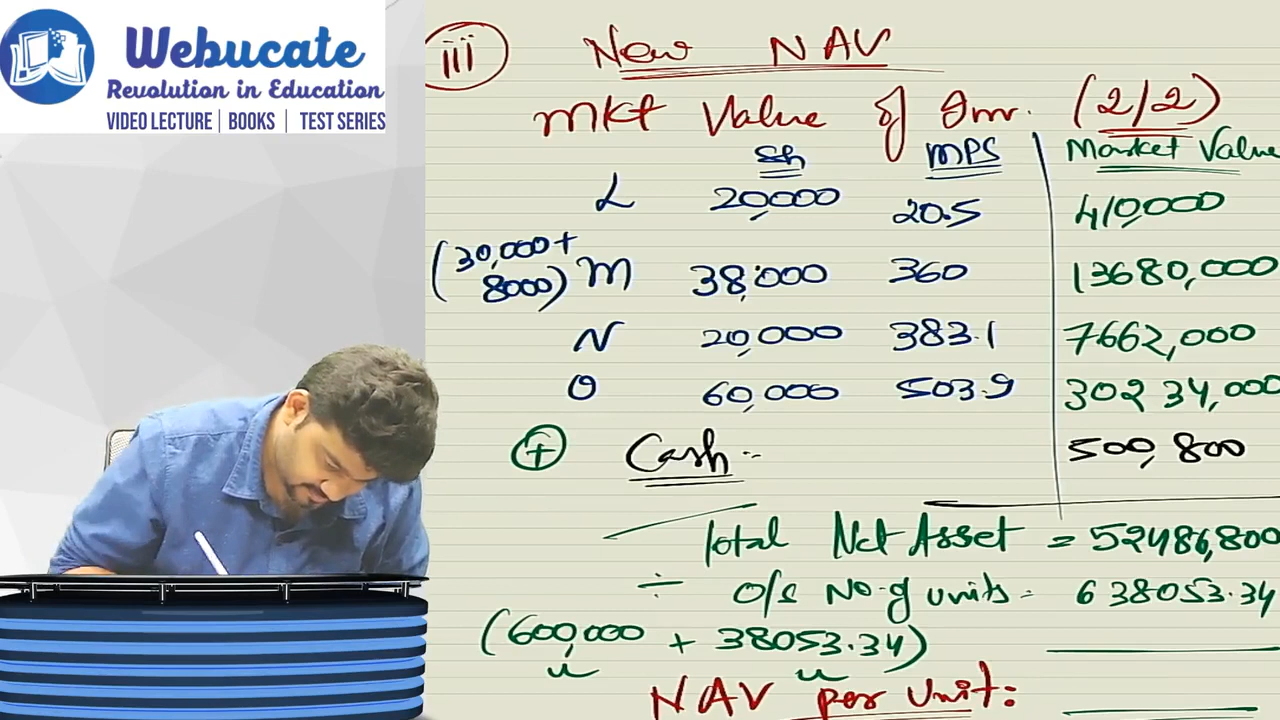 Webucate
Revolution in Education
VIDEO LECTURE | BOOKS | TEST SERIES
iii New NAV
Mkt Value of Inv. (2/2)
Sh MPS Market Value
L 20,000 20.5 410,000
(30,000 + 8000) M 38,000 360 13680,000
N 20,000 383.1 7662,000
O 60,000 503.9 30234,000
+ Cash :- 500,800
Total Net Asset = 52486,800
÷ O/s No. of units = 638053.34
(600,000 + 38053.34)
NAV per Unit: